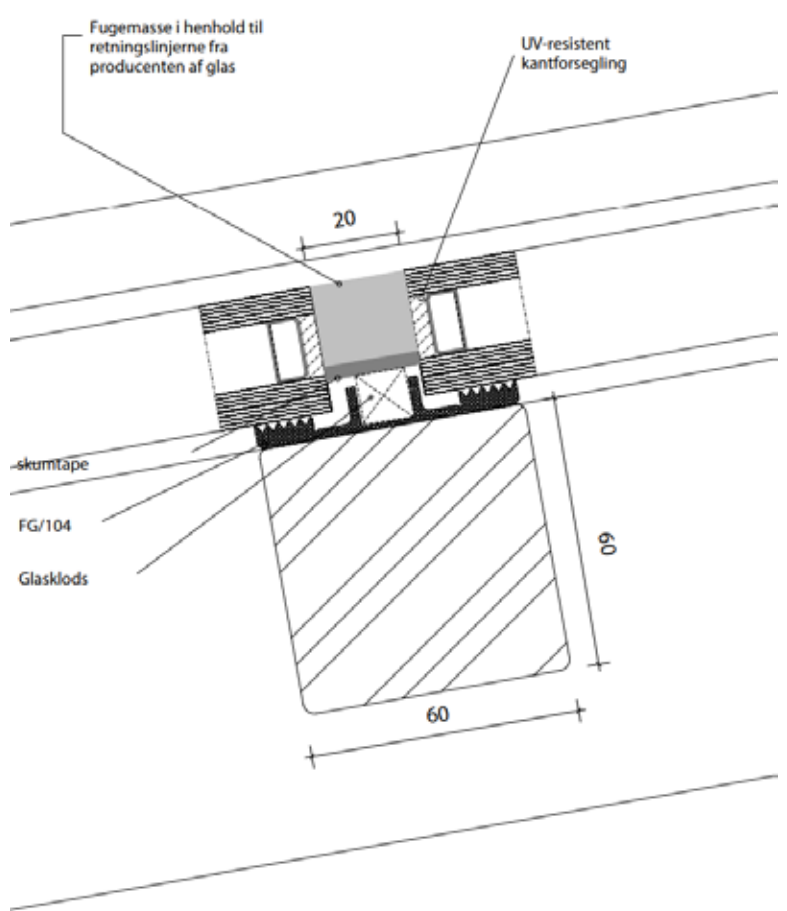 Fugemasse i henhold til
retningslinjerne fra
producenten af glas
UV-resistent
kantforsegling
20
skumtape
FG/104
Glasklods
60
60